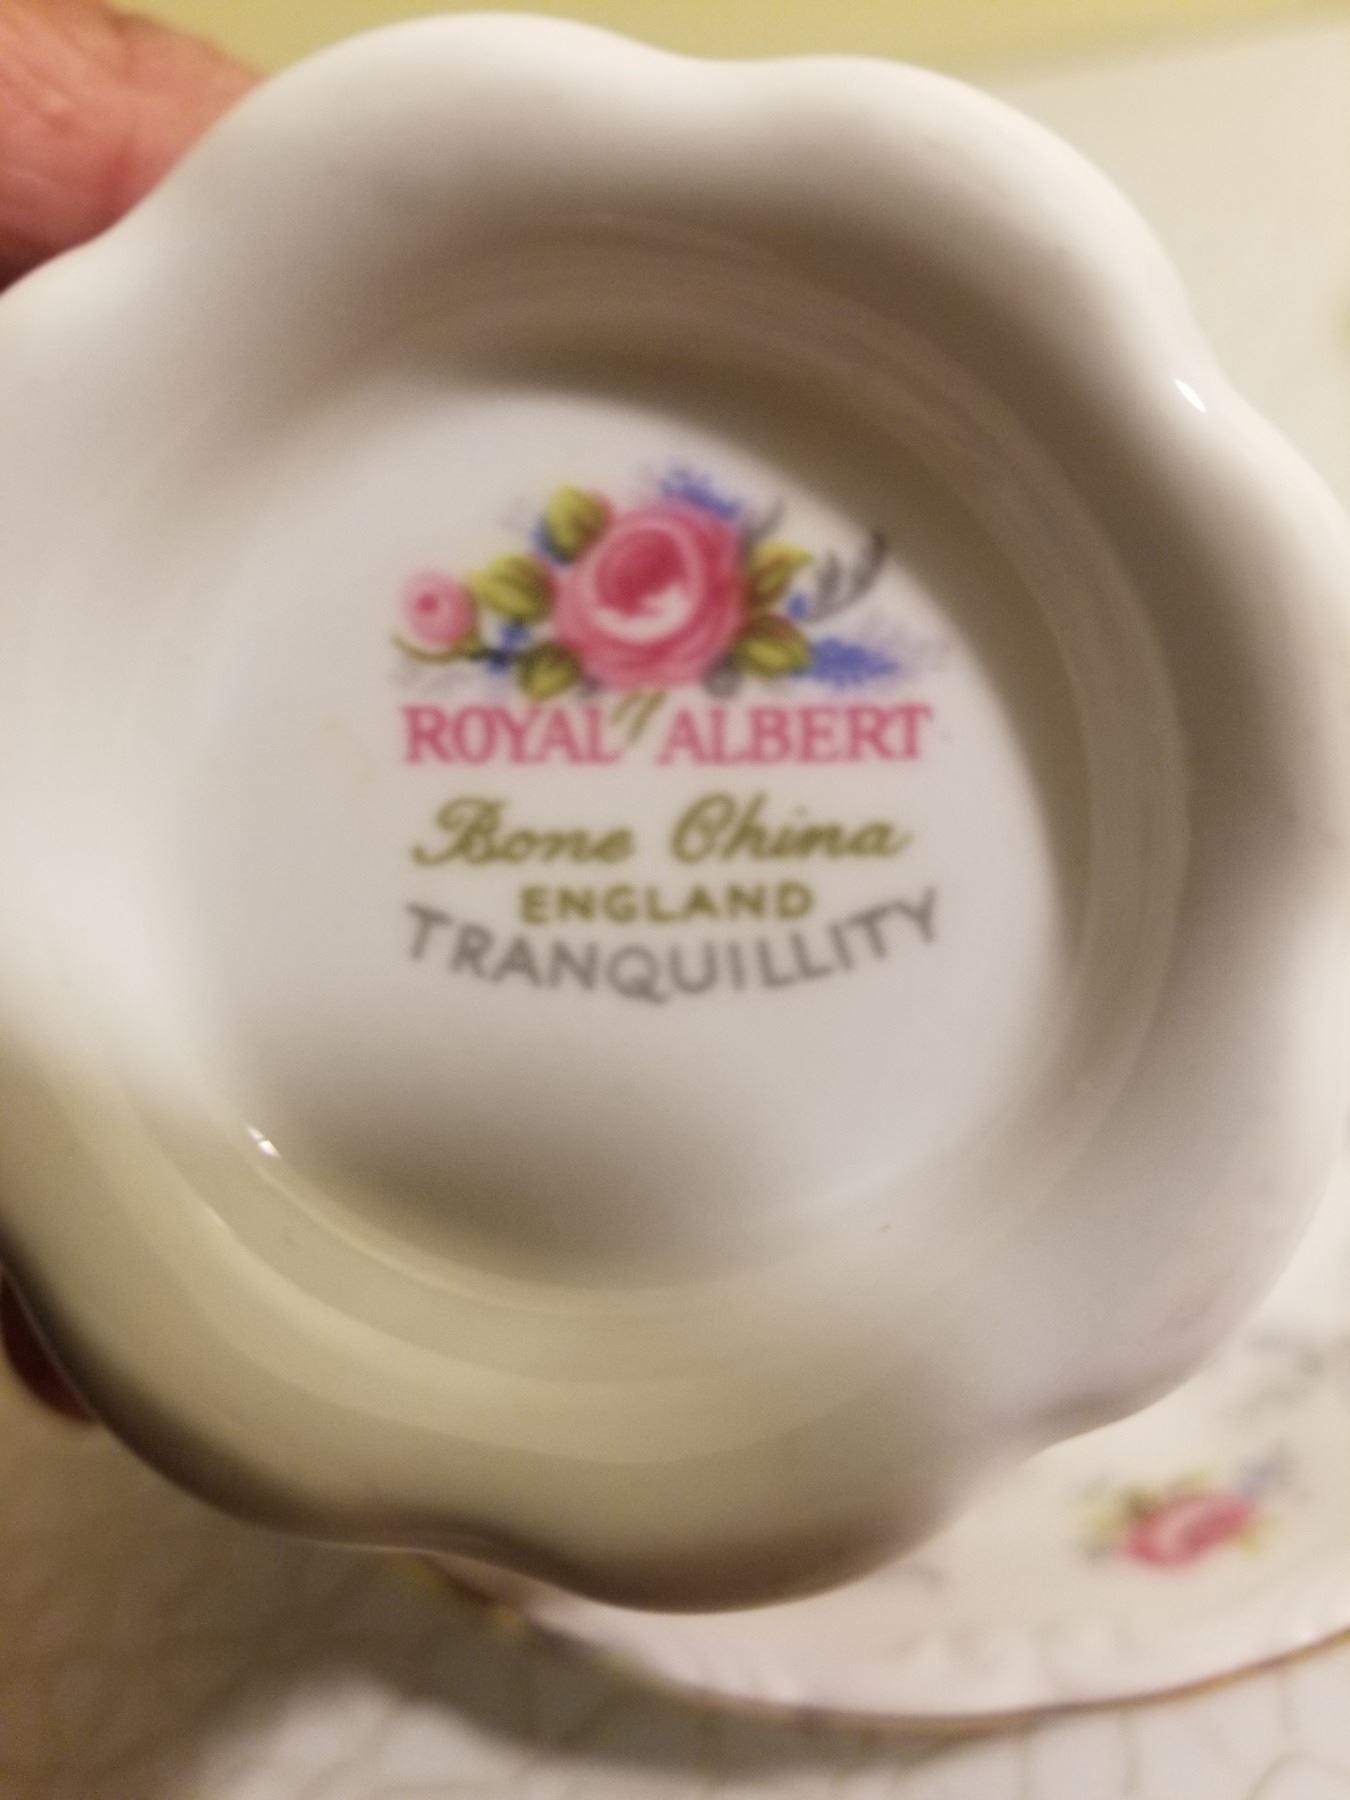 ROYAL ALBERT
Bone China
ENGLAND
TRANQUILLITY